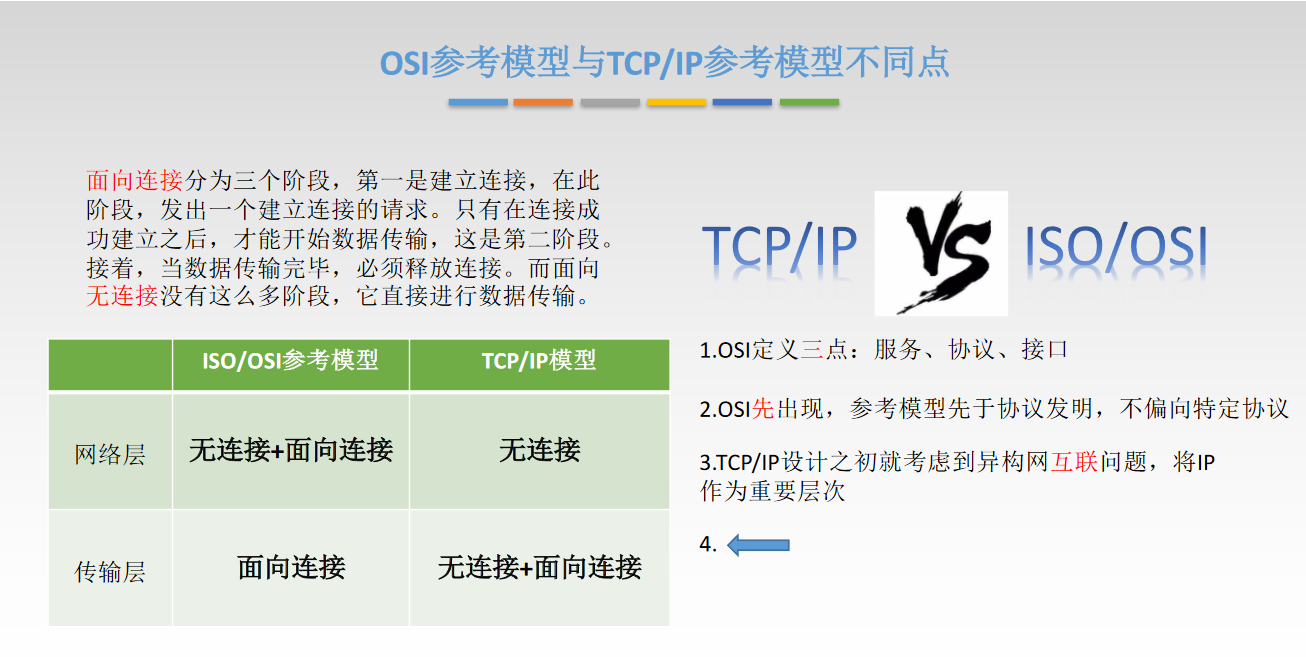 OSI参考模型与TCP/IP参考模型不同点
面向连接分为三个阶段，第一是建立连接，在此
阶段，发出一个建立连接的请求。只有在连接成
功建立之后，才能开始数据传输，这是第二阶段。
接着，当数据传输完毕，必须释放连接。而面向
无连接没有这么多阶段，它直接进行数据传输。
ISO/OSI参考模型 TCP/IP模型
网络层 无连接+面向连接 无连接
传输层 面向连接 无连接+面向连接
TCP/IP VS ISO/OSI
1.OSI定义三点：服务、协议、接口
2.OSI先出现，参考模型先于协议发明，不偏向特定协议
3.TCP/IP设计之初就考虑到异构网互联问题，将IP
作为重要层次
4.